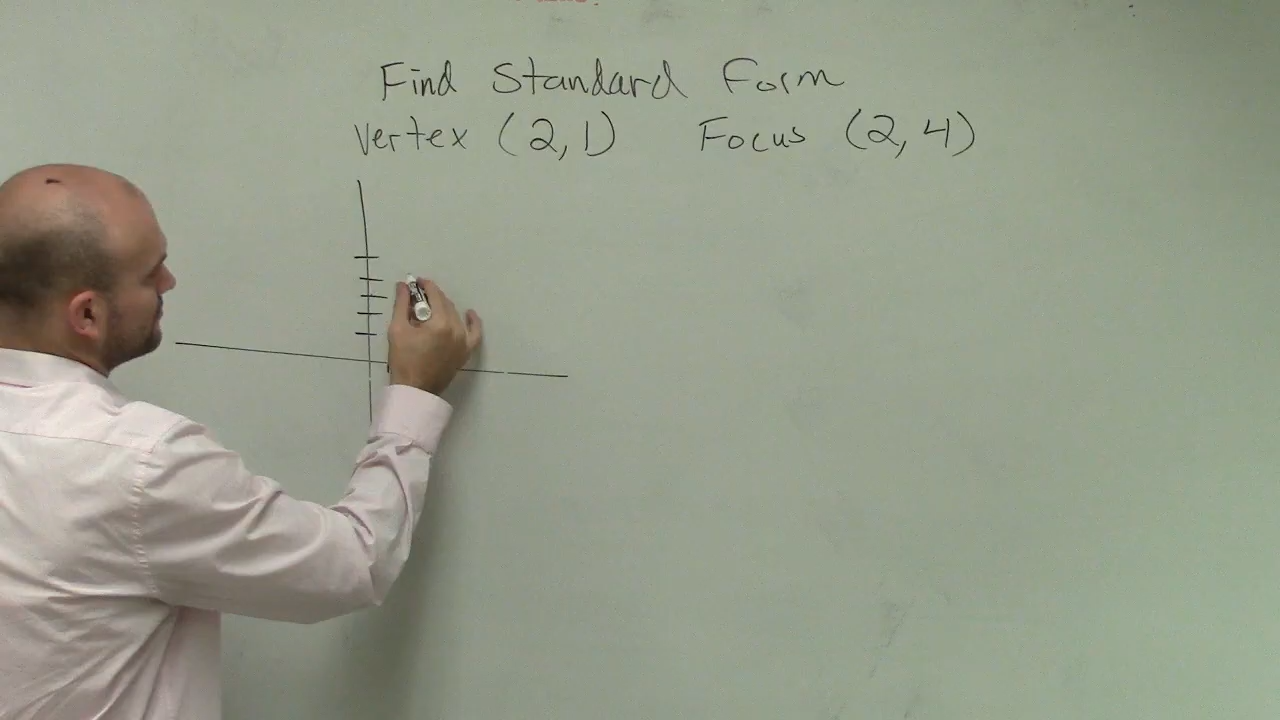 Find Standard Form
Vertex (2,1) Focus (2,4)